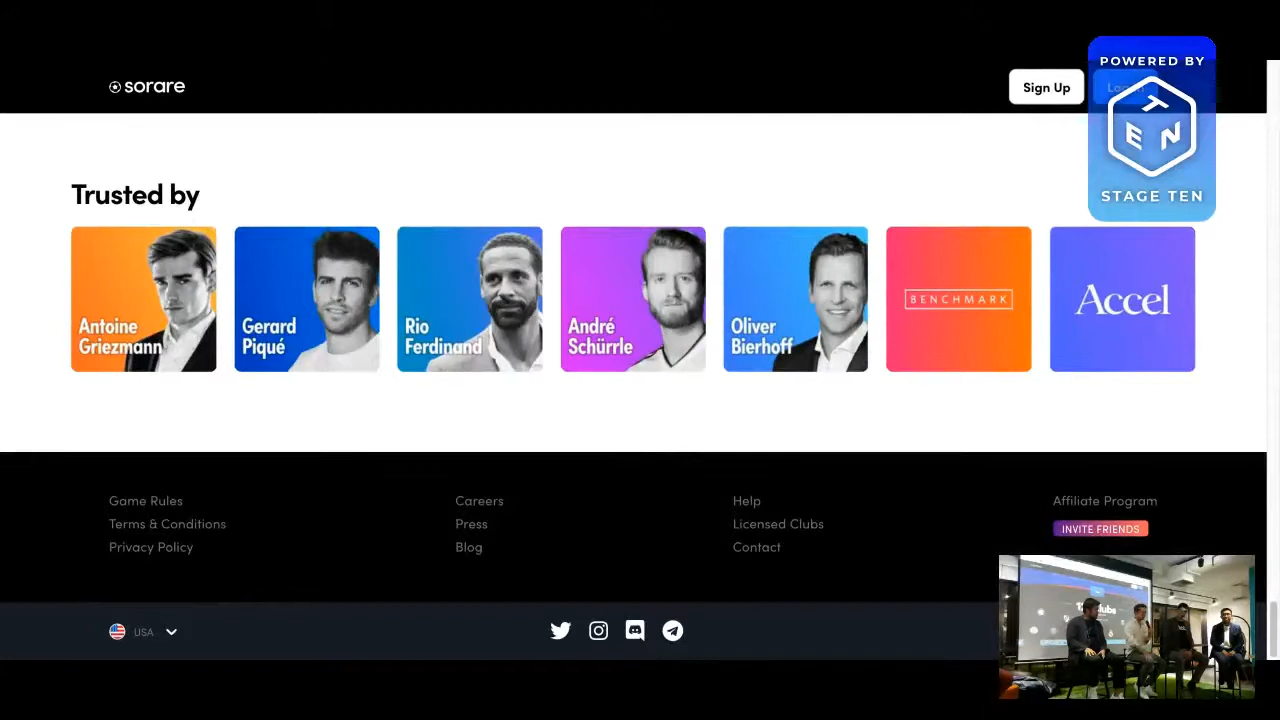 POWERED BY
sorare
Sign Up
TEN
STAGE TEN
Trusted by
Antoine
Griezmann
Gerard
Piqué
Rio
Ferdinand
André
Schürrle
Oliver
Bierhoff
BENCHMARK
Accel
Game Rules
Careers
Help
Affiliate Program
Terms & Conditions
Press
Licensed Clubs
INVITE FRIENDS
Privacy Policy
Blog
Contact
USA